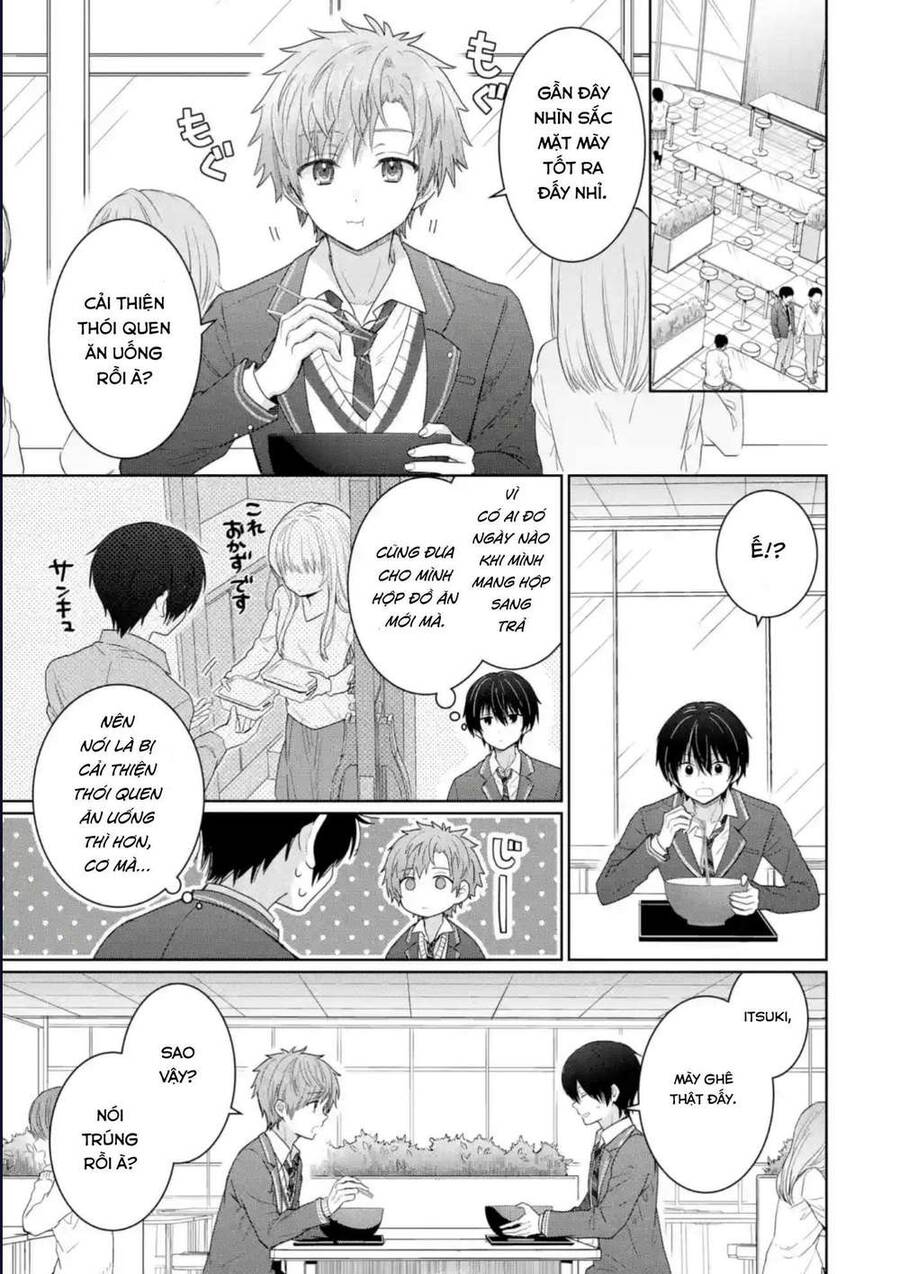 GẦN ĐÂY
NHÌN SẮC
MẶT MÀY
TỐT RA
ĐẤY NHỈ.
もぐ
もぐ
CẢI THIỆN
THÓI QUEN
ĂN UỐNG
RỒI À?
Ế!?
VÌ
CÓ AI ĐÓ
NGÀY NÀO
KHI MÌNH
MANG HỘP
SANG
TRẢ
CŨNG ĐƯA
CHO MÌNH
HỘP ĐỒ ĂN
MỚI MÀ.
これ
おかずです
サンキュ
NÊN
NÓI LÀ BỊ
CẢI THIỆN
THÓI QUEN
ĂN UỐNG
THÌ HƠN,
CƠ MÀ...
じー
ITSUKI,
MÀY GHÊ
THẬT ĐẤY.
SAO
VẬY?
NÓI
TRÚNG
RỒI À?